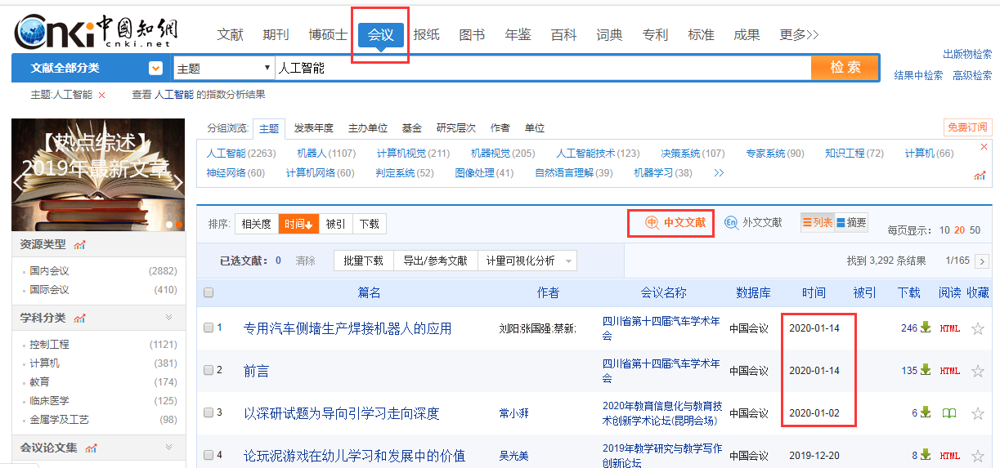 Cnki 中国知网
cnki.net
文献 期刊 博硕士 会议 报纸 图书 年鉴 百科 词典 专利 标准 成果 更多>>
文献全部分类 主题 人工智能 检 索
出版物检索
结果中检索 高级检索
主题:人工智能 × 查看 人工智能 的指数分析结果
【热点综述】
2019年最新文章
分组浏览: 主题 发表年度 主办单位 基金 研究层次 作者 单位 免费订阅
人工智能(2263) 机器人(1107) 计算机视觉(211) 机器视觉(205) 人工智能技术(123) 决策系统(107) 专家系统(90) 知识工程(72) 计算机(66)
神经网络(60) 计算机网络(60) 判定系统(52) 图像处理(41) 自然语言理解(39) 机器学习(38) >>
资源类型
国内会议 (2882)
国际会议 (410)
学科分类
控制工程 (1121)
计算机 (381)
教育 (174)
临床医学 (125)
金属学及工艺 (98)
会议论文集
排序: 相关度 时间↓ 被引 下载 中 中文文献 En 外文文献 列表 摘要 每页显示: 10 20 50
已选文献: 0 清除 批量下载 导出/参考文献 计量可视化分析 找到 3,292 条结果 1/165 >
篇名 作者 会议名称 数据库 时间 被引 下载 阅读 收藏
1 专用汽车侧墙生产焊接机器人的应用 刘阳;张国强;蔡新; 四川省第十四届汽车学术年会 中国会议 2020-01-14 246 HTML
2 前言 四川省第十四届汽车学术年会 中国会议 2020-01-14 135 HTML
3 以深研试题为导向引学习走向深度 常小湃 2020年教育信息化与教育技术创新学术论坛(昆明会场) 中国会议 2020-01-02 6
4 论玩泥游戏在幼儿学习和发展中的价值 吴光美 2019年教学研究与教学写作创新论坛 中国会议 2019-12-20 8 HTML